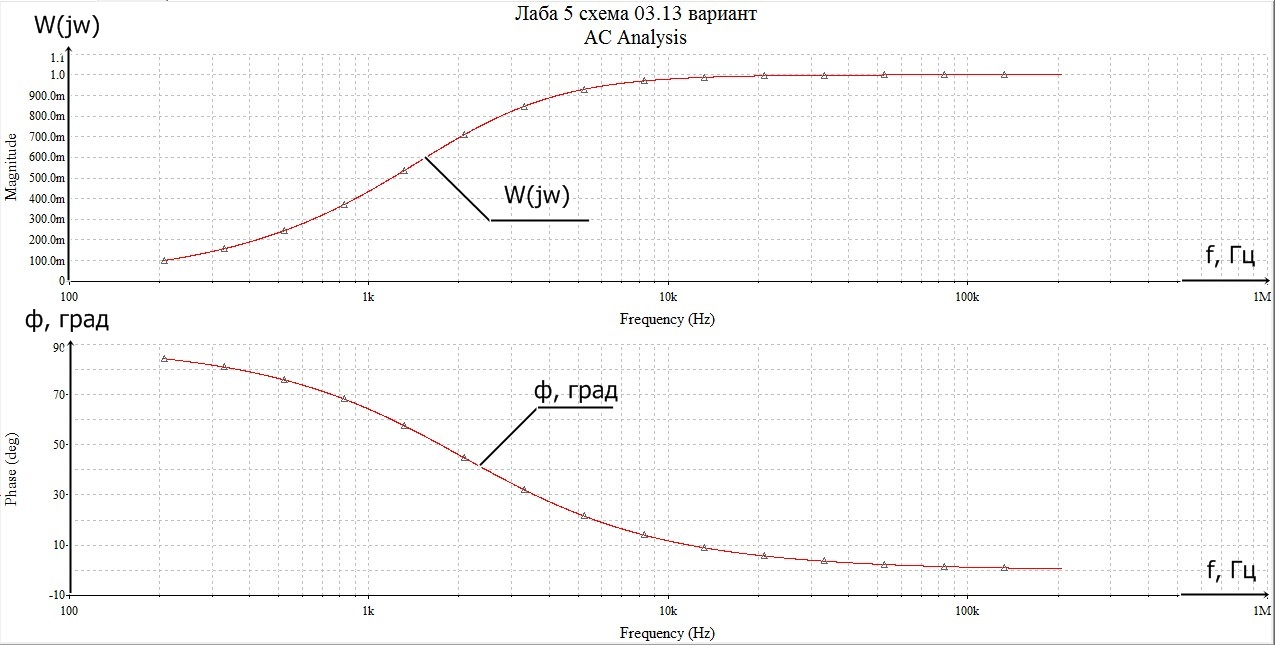 Лаба 5 схема 03.13 вариант
AC Analysis
W(jw)
1.1
1.0
900.0m
800.0m
700.0m
600.0m
500.0m
400.0m
300.0m
200.0m
100.0m
0
Magnitude
W(jw)
f, Гц
100 1k 10k 100k 1M
Frequency (Hz)
ф, град
90
70
50
30
10
-10
Phase (deg)
ф, град
f, Гц
100 1k 10k 100k 1M
Frequency (Hz)